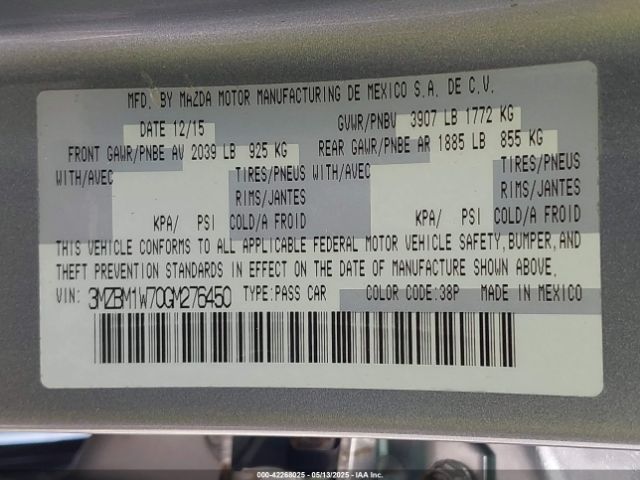 MFD. BY MAZDA MOTOR MANUFACTURING DE MEXICO S.A. DE C.V.
DATE 12/15 GVWR/PNBV 3907 LB 1772 KG
FRONT GAWR/PNBE AV 2039 LB 925 KG REAR GAWR/PNBE AR 1885 LB 855 KG
WITH/AVEC TIRES/PNEUS WITH/AVEC TIRES/PNEUS
RIMS/JANTES RIMS/JANTES
KPA/ PSI COLD/A FROID KPA/ PSI COLD/A FROID
THIS VEHICLE CONFORMS TO ALL APPLICABLE FEDERAL MOTOR VEHICLE SAFETY, BUMPER, AND
THEFT PREVENTION STANDARDS IN EFFECT ON THE DATE OF MANUFACTURE SHOWN ABOVE.
VIN: 3MZBM1W70GM276450 TYPE:PASS CAR COLOR CODE:38P MADE IN MEXICO
000-42268025 - 05/13/2025 - IAA Inc.